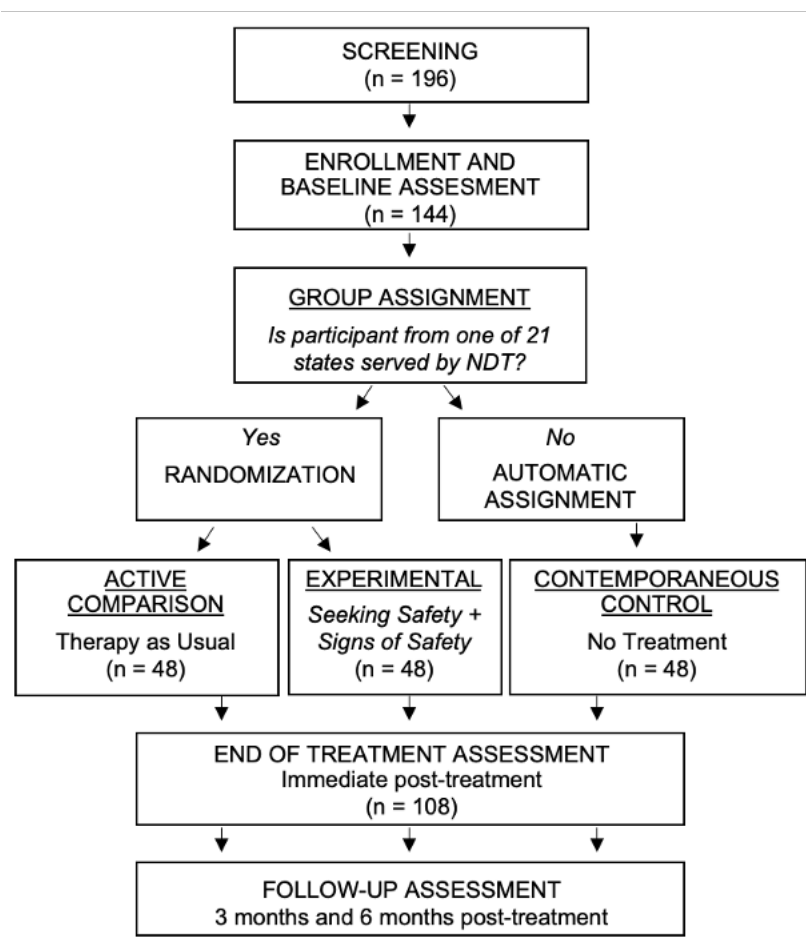 SCREENING
(n = 196)
ENROLLMENT AND
BASELINE ASSESMENT
(n = 144)
GROUP ASSIGNMENT
Is participant from one of 21
states served by NDT?
Yes
RANDOMIZATION
No
AUTOMATIC
ASSIGNMENT
ACTIVE
COMPARISON
Therapy as Usual
(n = 48)
EXPERIMENTAL
Seeking Safety +
Signs of Safety
(n = 48)
CONTEMPORANEOUS
CONTROL
No Treatment
(n = 48)
END OF TREATMENT ASSESSMENT
Immediate post-treatment
(n = 108)
FOLLOW-UP ASSESSMENT
3 months and 6 months post-treatment